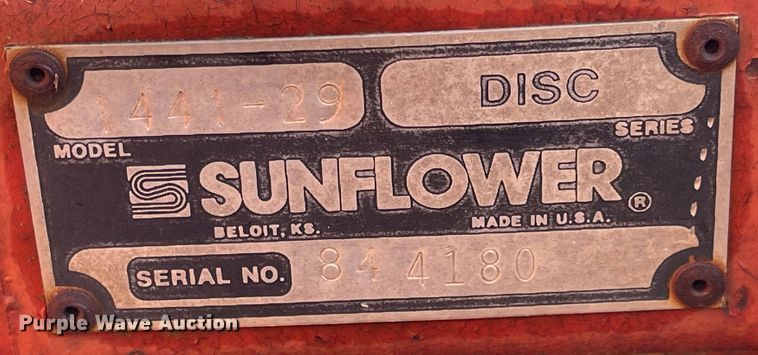 1441-29
DISC
MODEL
SERIES
SUNFLOWER ®
BELOIT, KS.
MADE IN U.S.A.
SERIAL NO. 84 4180
Purple Wave Auction